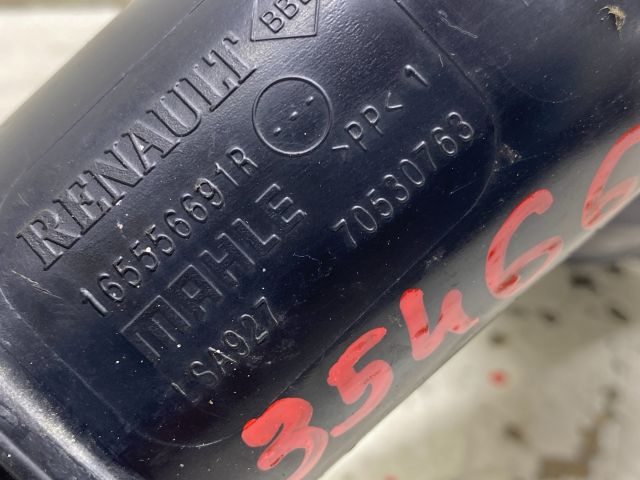 RENAULT
165556691R
>PP< 1
MAHLE
70530763
LSA927
35466